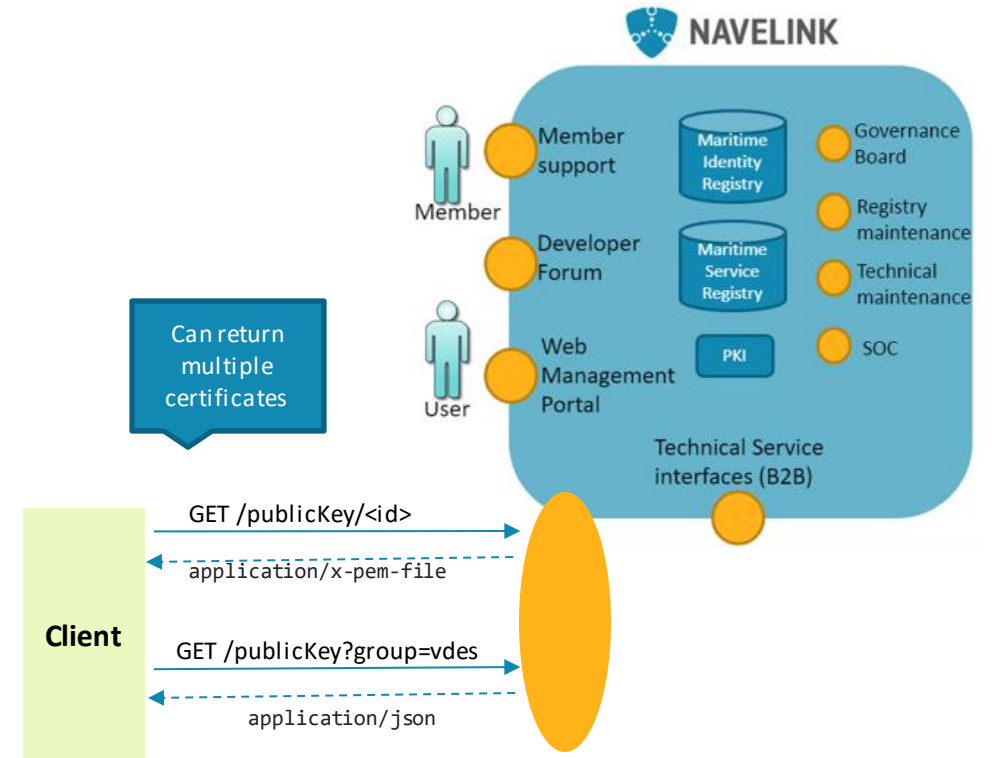 NAVELINK
Member
support
Maritime
Identity
Registry
Governance
Board
Member
Registry
maintenance
Developer
Forum
Maritime
Service
Registry
Technical
maintenance
Can return
multiple
certificates
User
Web
Management
Portal
PKI
SOC
Technical Service
interfaces (B2B)
GET /publicKey/<id>
application/x-pem-file
Client
GET /publicKey?group=vdes
application/json